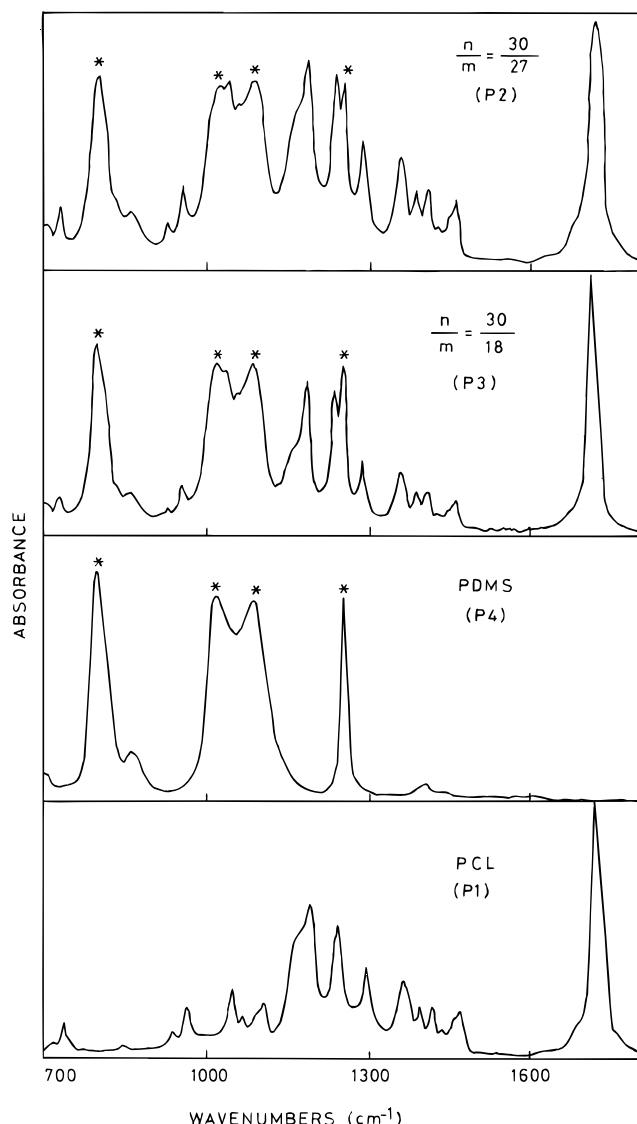 *
*
*
*
n/m = 30/27
(P2)
*
*
*
*
n/m = 30/18
(P3)
*
*
*
*
PDMS
(P4)
PCL
(P1)
ABSORBANCE
700 1000 1300 1600
WAVENUMBERS (cm⁻¹)